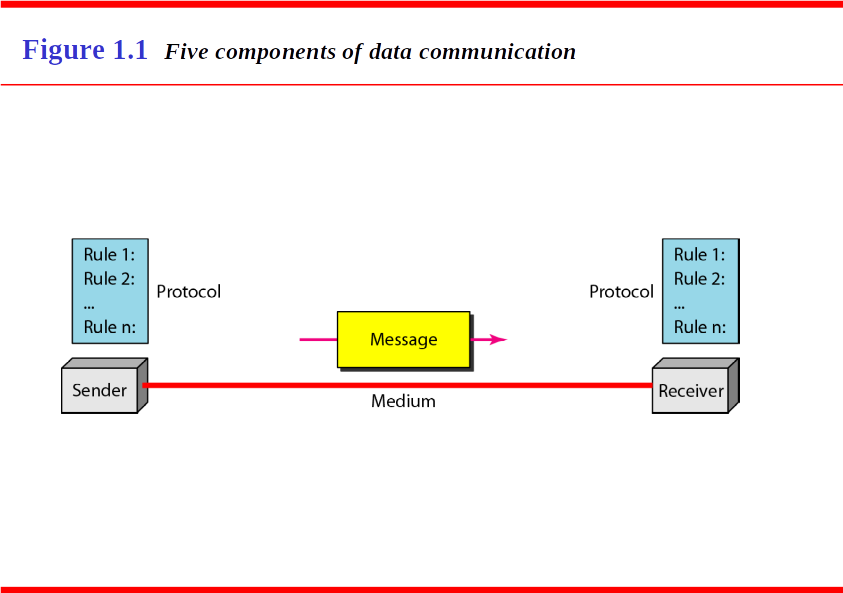 Figure 1.1 Five components of data communication
Rule 1:
Rule 2:
...
Rule n:
Protocol
Protocol
Rule 1:
Rule 2:
...
Rule n:
Message
Sender
Receiver
Medium